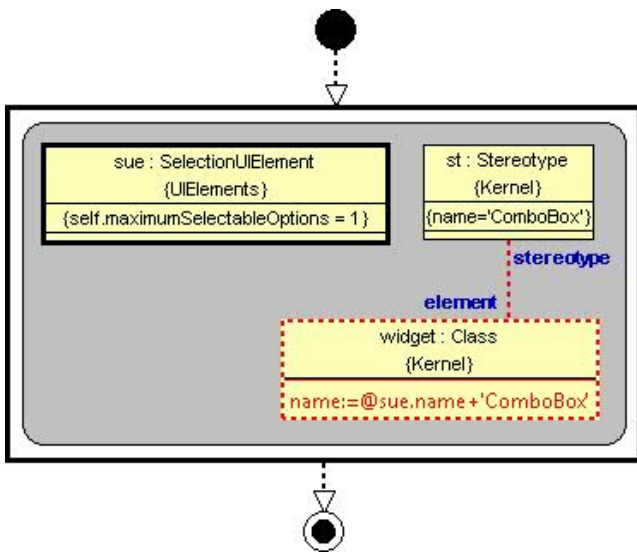 sue : SelectionUIElement
{UIElements}
{self.maximumSelectableOptions = 1}
st : Stereotype
{Kernel}
{name='ComboBox'}
stereotype
element
widget : Class
{Kernel}
name:=@sue.name+'ComboBox'